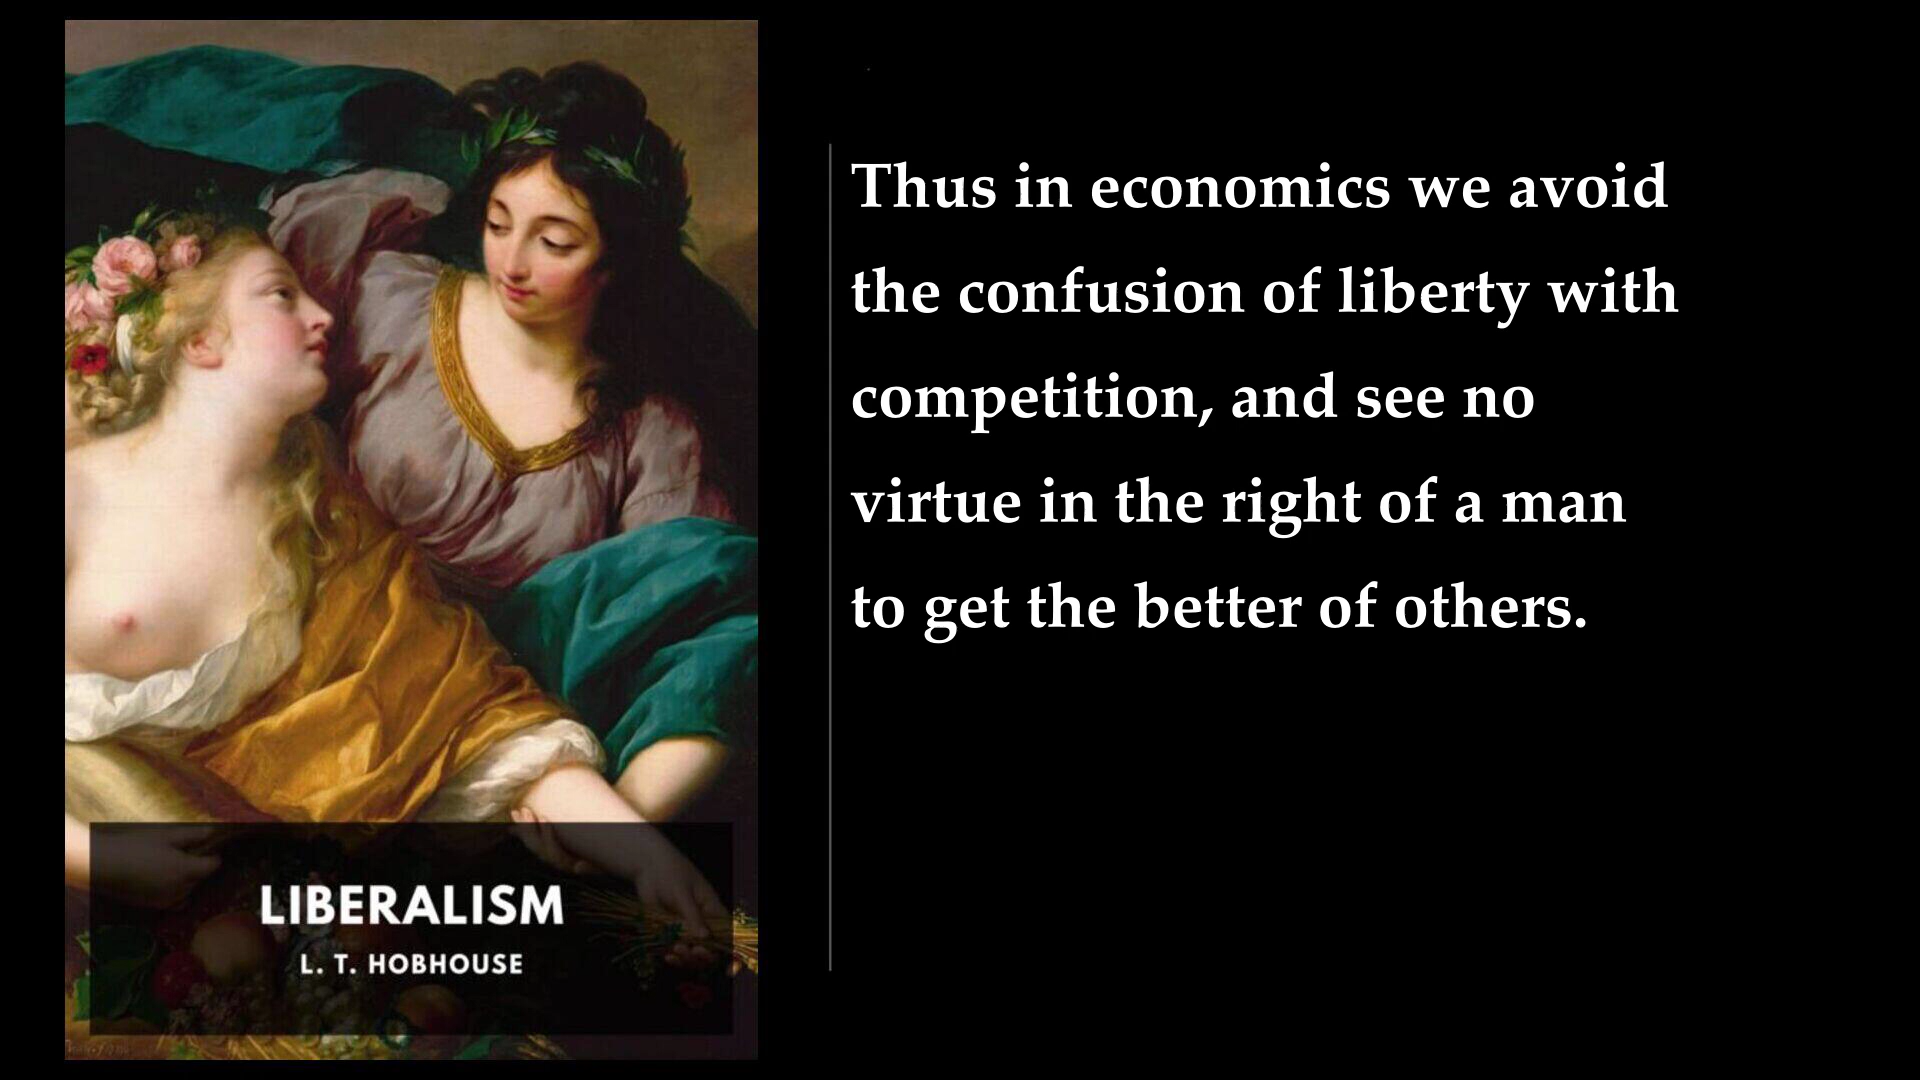 LIBERALISM
L. T. HOBHOUSE
Thus in economics we avoid
the confusion of liberty with
competition, and see no
virtue in the right of a man
to get the better of others.